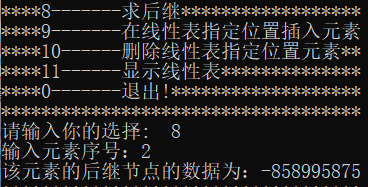 ****8-------求后继******************
****9-------在线性表指定位置插入元素
****10------删除线性表指定位置元素**
****11------显示线性表**************
****0-------退出!*******************
************************************
请输入你的选择:  8
输入元素序号：2
该元素的后继节点的数据为：-858995875